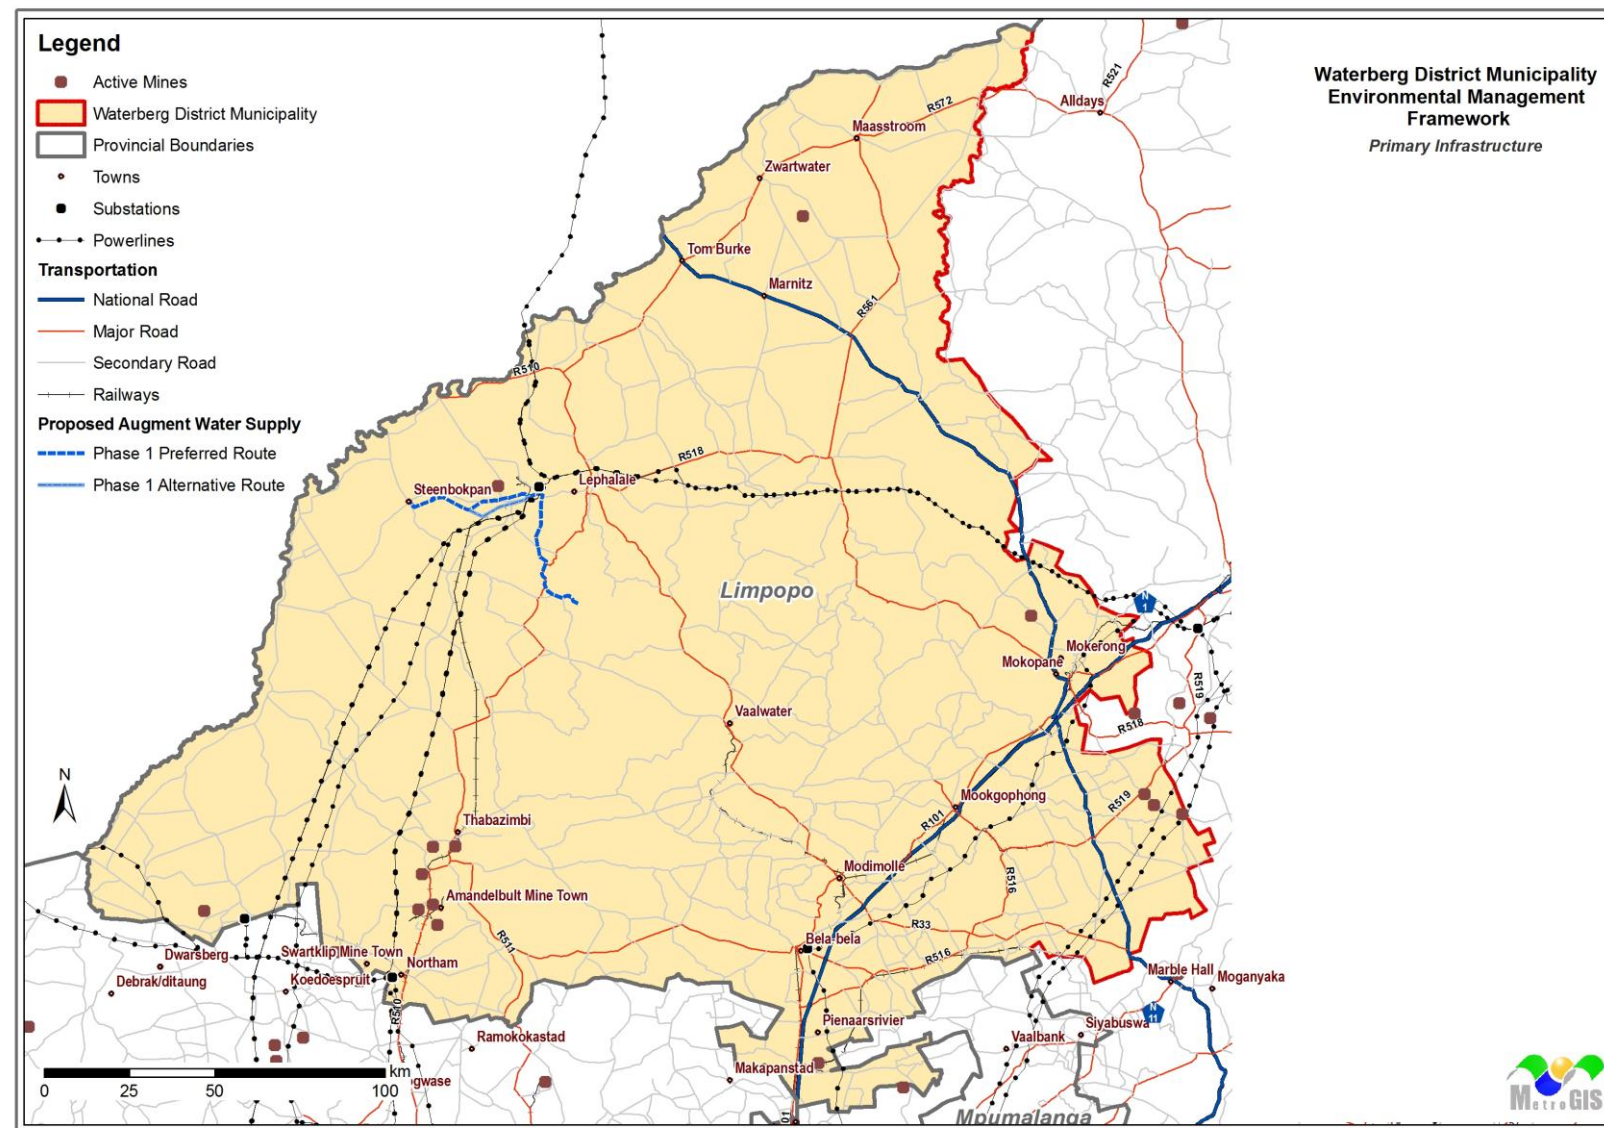 Legend
Active Mines
Waterberg District Municipality
Provincial Boundaries
Towns
Substations
Powerlines
Transportation
National Road
Major Road
Secondary Road
Railways
Proposed Augment Water Supply
Phase 1 Preferred Route
Phase 1 Alternative Route
Waterberg District Municipality
Environmental Management
Framework
Primary Infrastructure
R521
Alldays
R572
Maasstroom
Zwartwater
Tom Burke
Marnitz
R561
R510
R518
Steenbokpan
Lephalale
Limpopo
N
1
Mokerong
Mokopane
R519
R518
Vaalwater
N
Mookgophong
R519
R101
Thabazimbi
Modimolle
R516
Amandelbult Mine Town
R33
R511
Bela-bela
R516
Swartklip Mine Town
Dwarsberg
Northam
Debrak/ditaung
Koedoespruit
Marble Hall
Moganyaka
R510
N
11
Pienaarsrivier
Siyabuswa
Ramokokastad
Vaalbank
Makapanstad
km
ogwase
0 25 50 100
01
Mpumalanga
MetroGIS